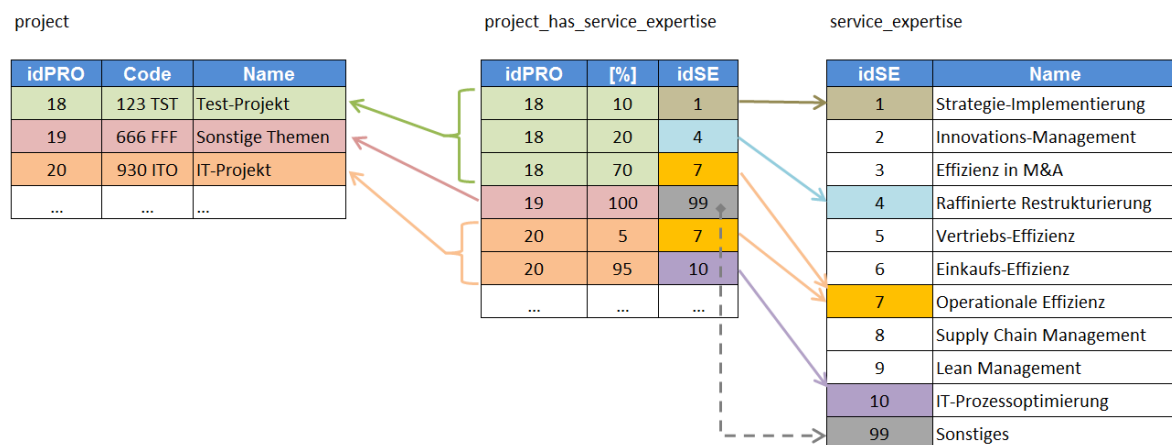 project
idPRO Code Name
18 123 TST Test-Projekt
19 666 FFF Sonstige Themen
20 930 ITO IT-Projekt
... ... ...
project_has_service_expertise
idPRO [%] idSE
18 10 1
18 20 4
18 70 7
19 100 99
20 5 7
20 95 10
... ... ...
service_expertise
idSE Name
1 Strategie-Implementierung
2 Innovations-Management
3 Effizienz in M&A
4 Raffinierte Restrukturierung
5 Vertriebs-Effizienz
6 Einkaufs-Effizienz
7 Operationale Effizienz
8 Supply Chain Management
9 Lean Management
10 IT-Prozessoptimierung
99 Sonstiges